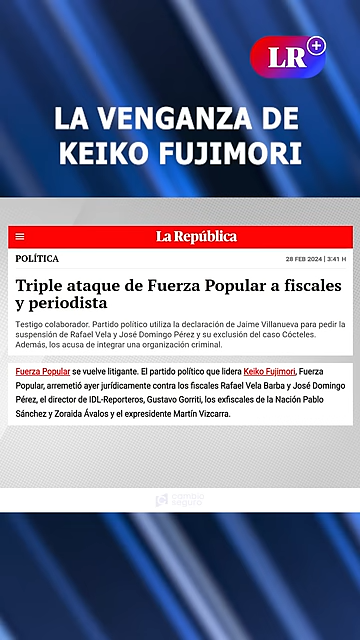 LR+
LA VENGANZA DE
KEIKO FUJIMORI
La República
POLÍTICA
28 FEB 2024 | 3:41 H
Triple ataque de Fuerza Popular a fiscales
y periodista
Testigo colaborador. Partido político utiliza la declaración de Jaime Villanueva para pedir la
suspensión de Rafael Vela y José Domingo Pérez y su exclusión del caso Cócteles.
Además, los acusa de integrar una organización criminal.
Fuerza Popular se vuelve litigante. El partido político que lidera Keiko Fujimori, Fuerza
Popular, arremetió ayer jurídicamente contra los fiscales Rafael Vela Barba y José Domingo
Pérez, el director de IDL-Reporteros, Gustavo Gorriti, los exfiscales de la Nación Pablo
Sánchez y Zoraida Ávalos y el expresidente Martín Vizcarra.